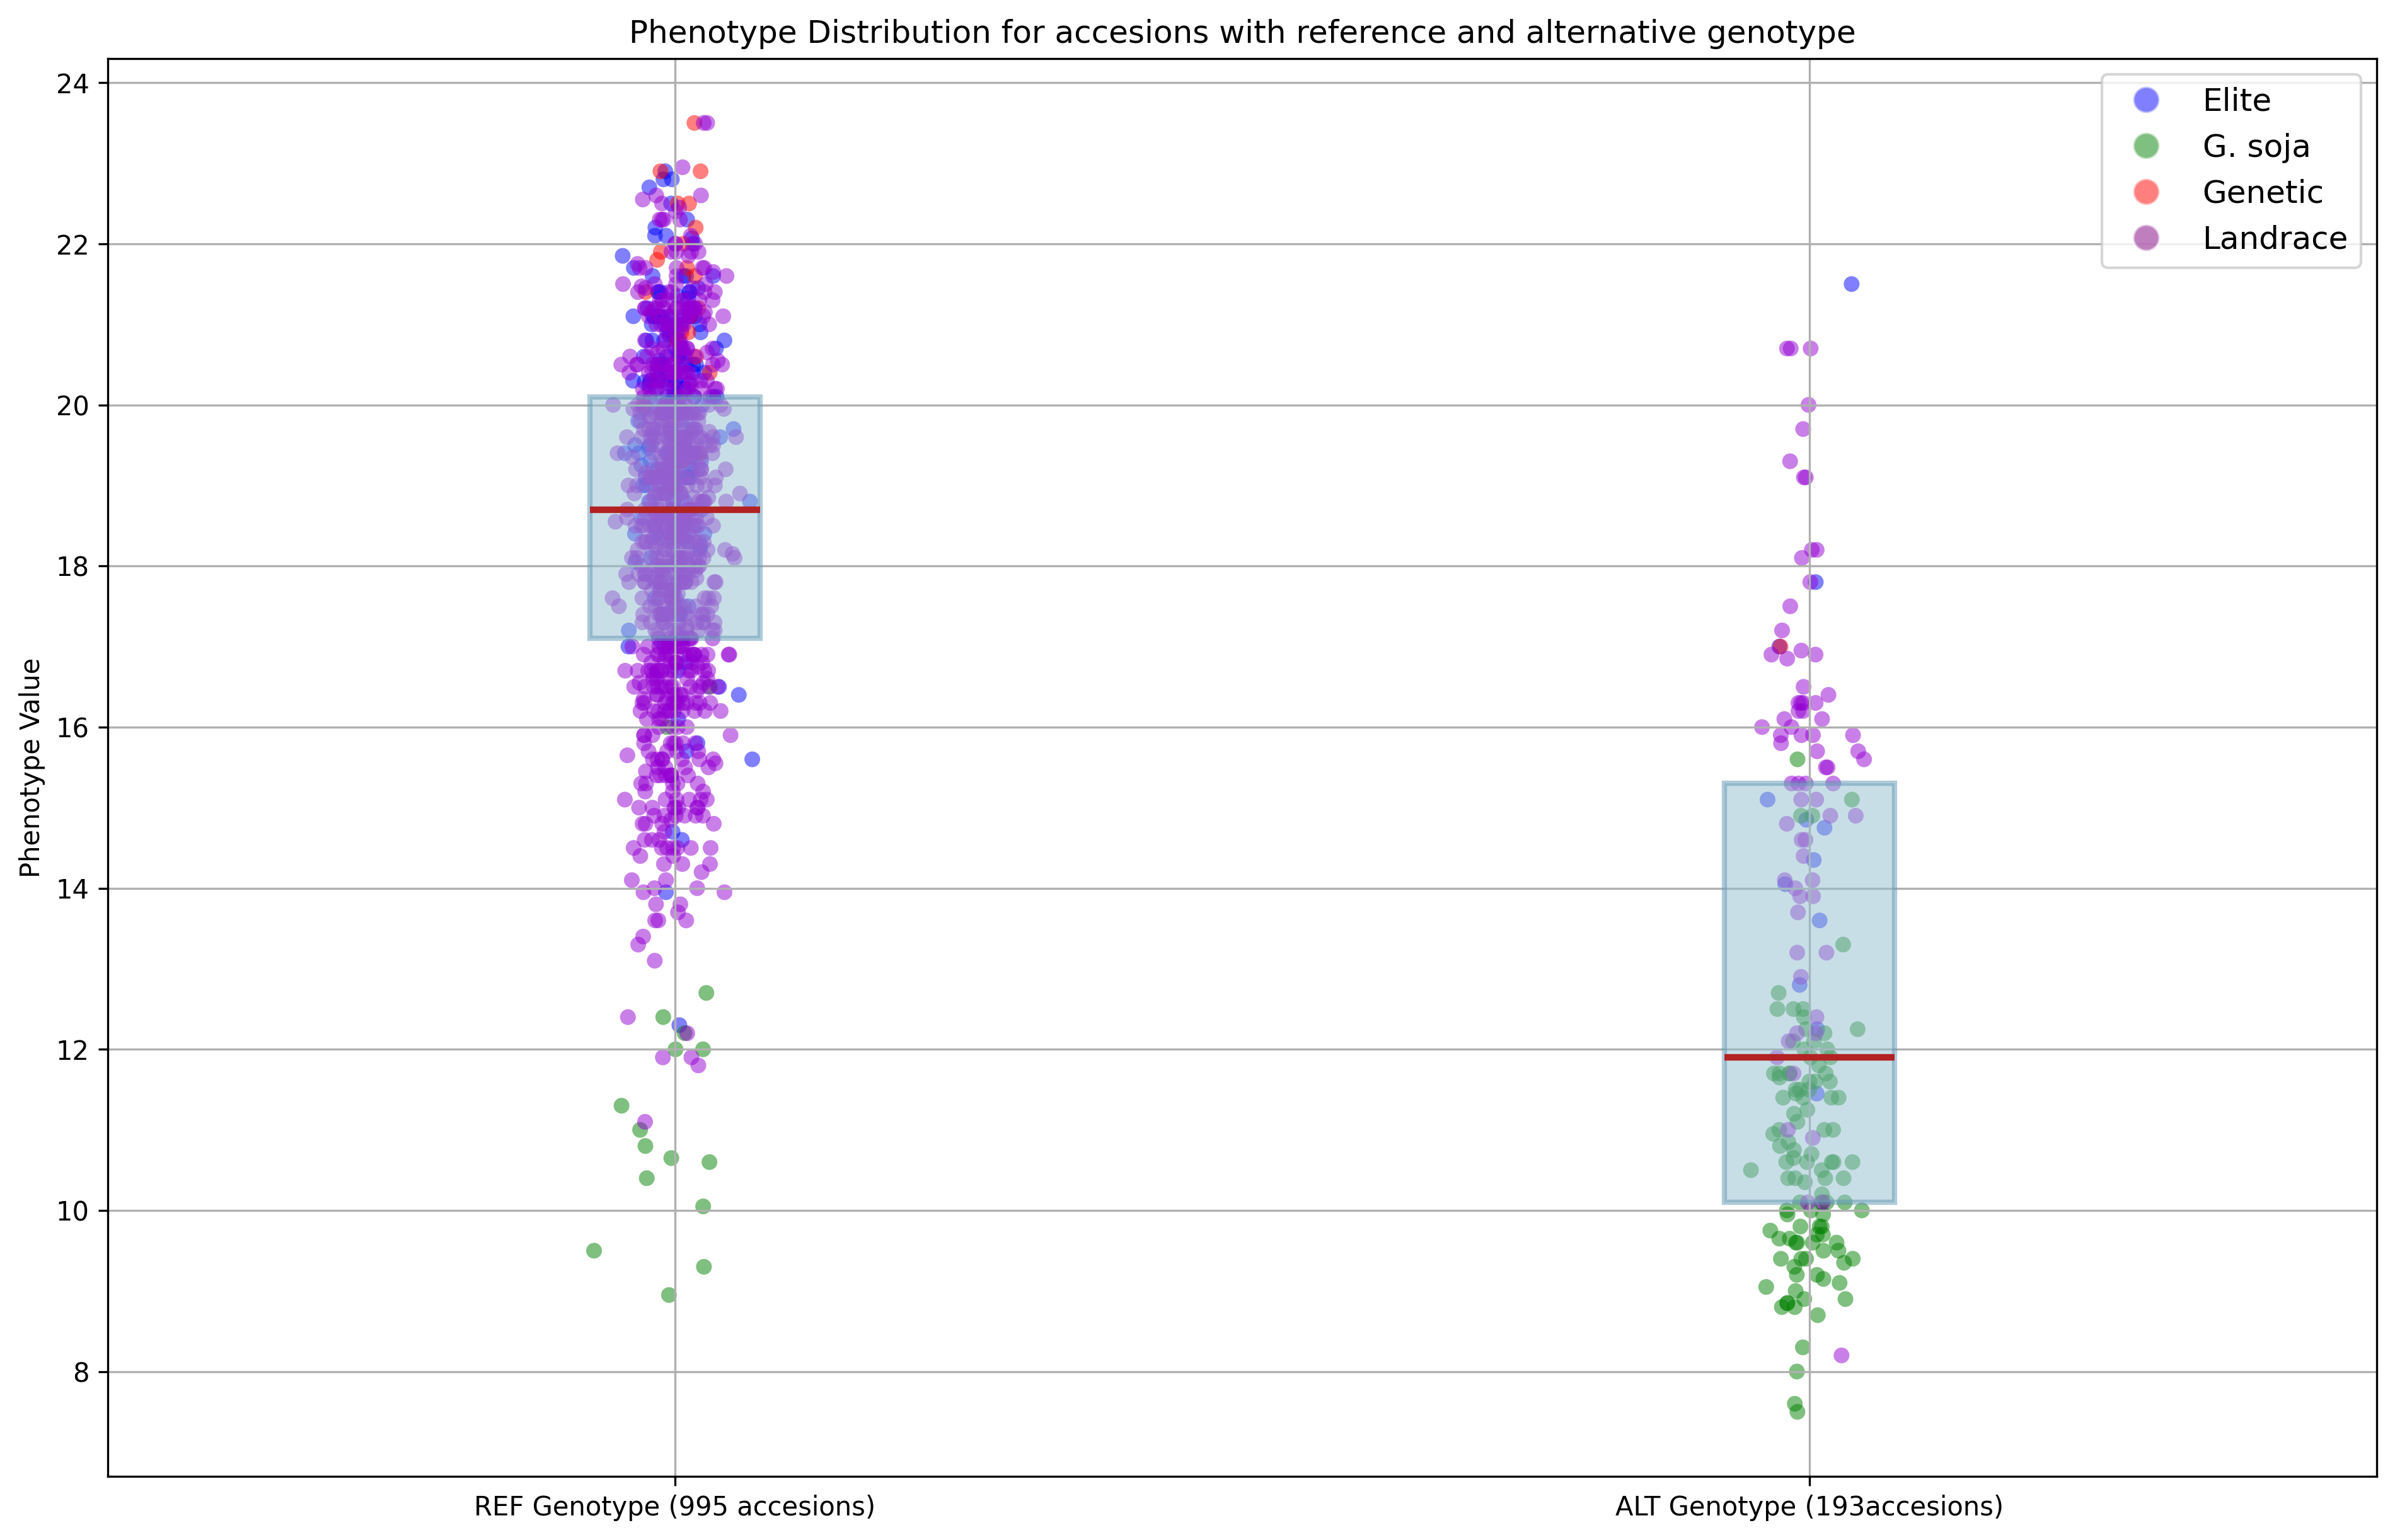 Phenotype Distribution for accesions with reference and alternative genotype
Phenotype Value
24
22
20
18
16
14
12
10
8
Elite
G. soja
Genetic
Landrace
REF Genotype (995 accesions)
ALT Genotype (193accesions)